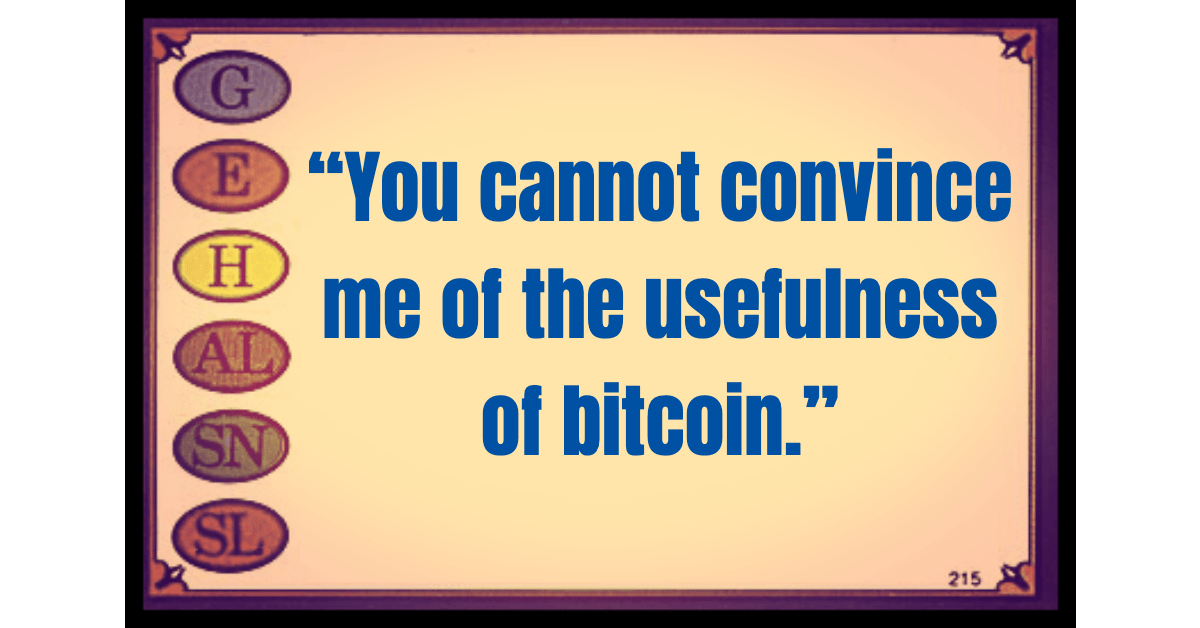 G
E
H
AL
SN
SL
“You cannot convince
me of the usefulness
of bitcoin.”
215